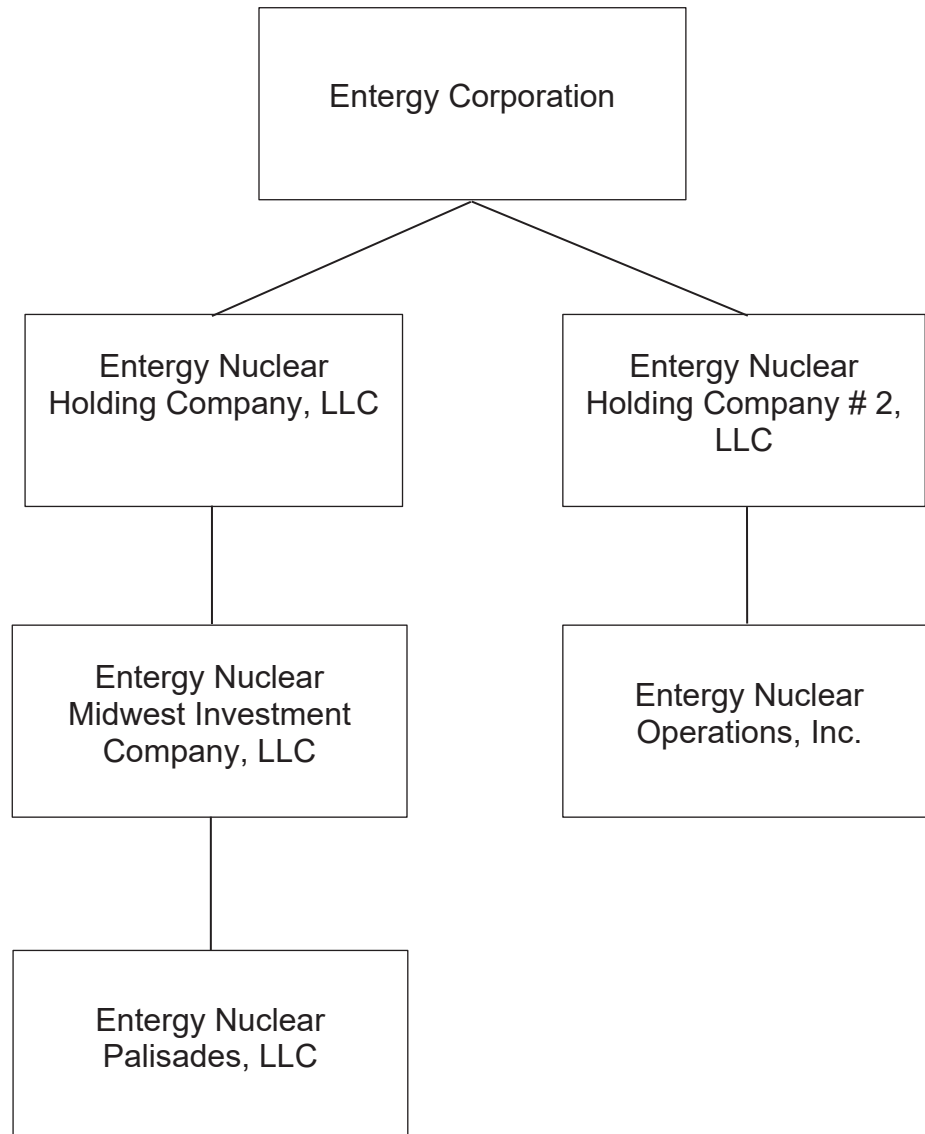 Entergy Corporation
Entergy Nuclear
Holding Company, LLC
Entergy Nuclear
Holding Company # 2,
LLC
Entergy Nuclear
Midwest Investment
Company, LLC
Entergy Nuclear
Operations, Inc.
Entergy Nuclear
Palisades, LLC